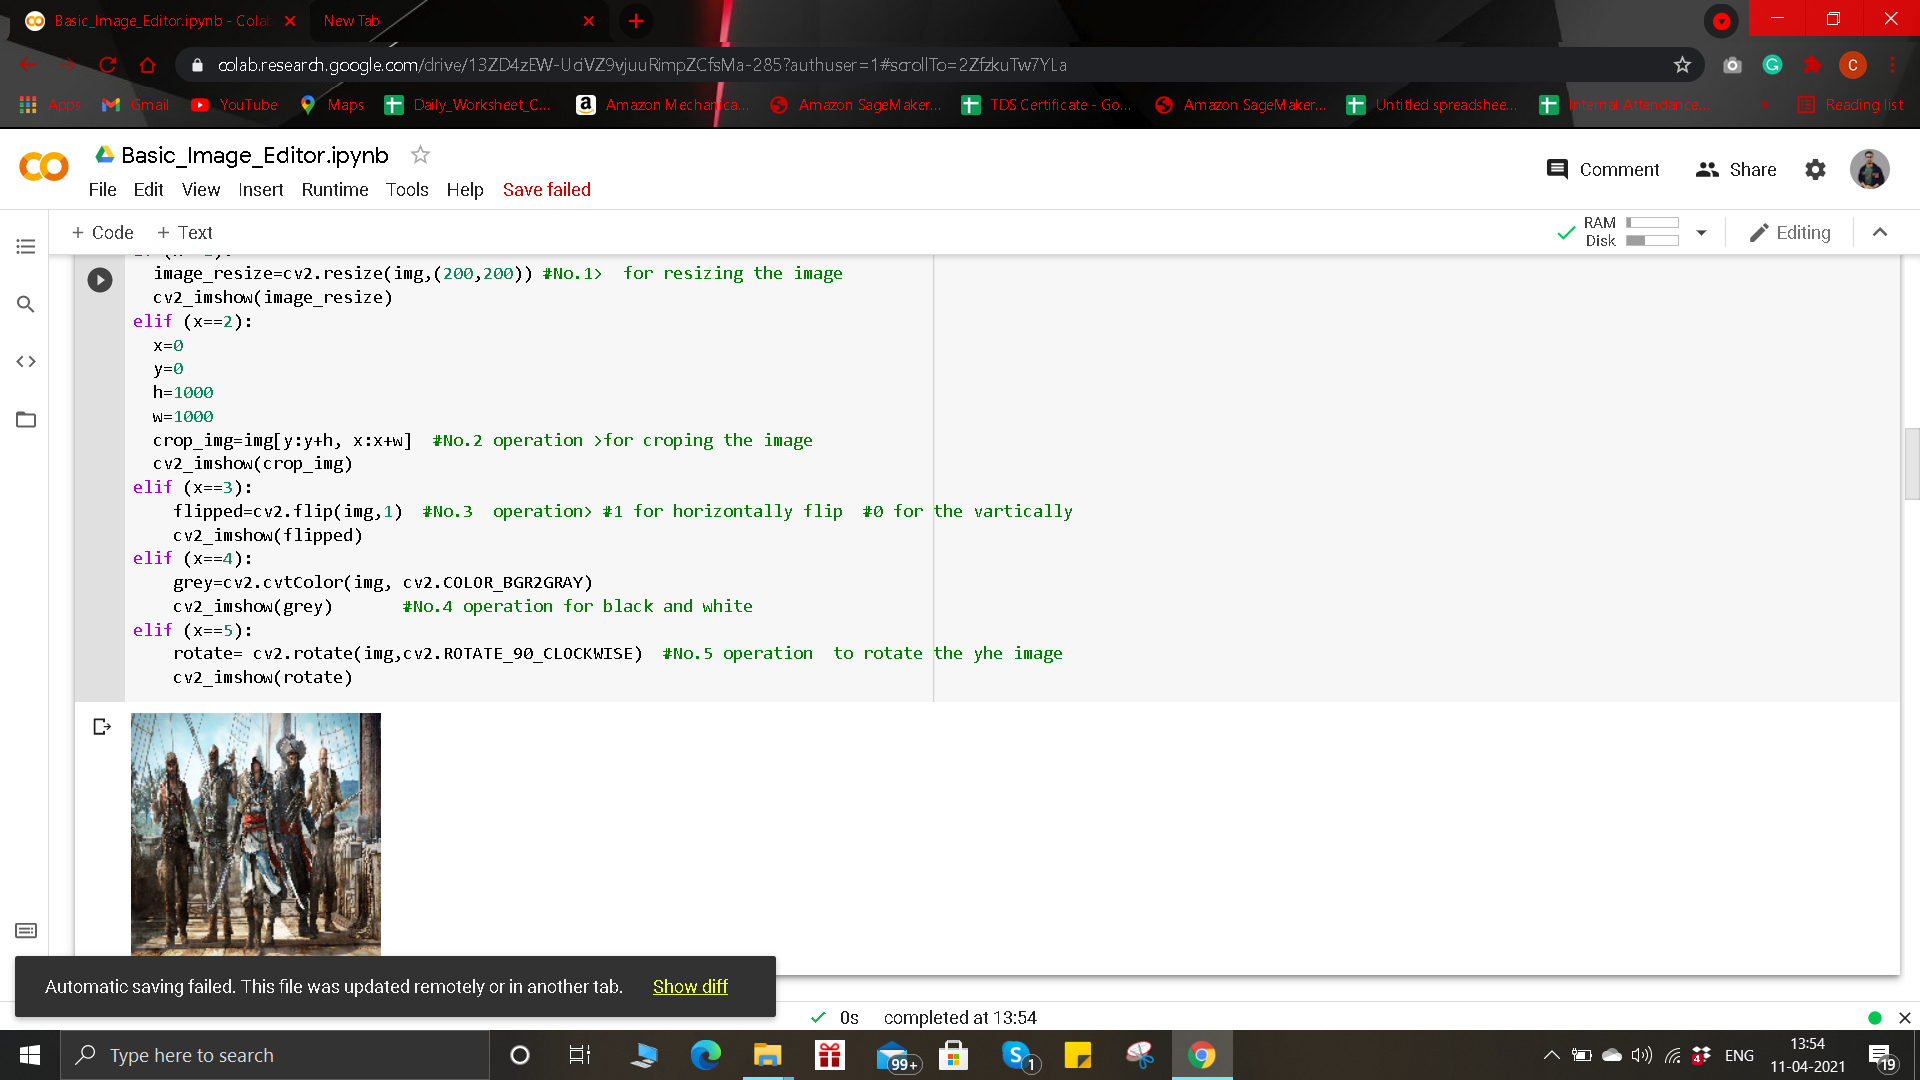 Basic_Image_Editor.ipynb - Colab
New Tab
colab.research.google.com/drive/13ZD4zEW-UdVZ9vjuuRimpZCfsMa-285?authuser=1#scrollTo=2ZfzkuTw7YLa
C
Apps Gmail YouTube Maps Daily_Worksheet_C... Amazon Mechanica... Amazon SageMaker... TDS Certificate - Go... Amazon SageMaker... Untitled spreadshee... Internal Attendance... » Reading list
Basic_Image_Editor.ipynb
Comment Share
File Edit View Insert Runtime Tools Help Save failed
+ Code + Text
RAM
Disk
Editing
image_resize=cv2.resize(img,(200,200)) #No.1>  for resizing the image
cv2_imshow(image_resize)
elif (x==2):
x=0
y=0
h=1000
w=1000
crop_img=img[y:y+h, x:x+w]  #No.2 operation >for croping the image
cv2_imshow(crop_img)
elif (x==3):
flipped=cv2.flip(img,1)  #No.3  operation> #1 for horizontally flip  #0 for the vartically
cv2_imshow(flipped)
elif (x==4):
grey=cv2.cvtColor(img, cv2.COLOR_BGR2GRAY)
cv2_imshow(grey)       #No.4 operation for black and white
elif (x==5):
rotate= cv2.rotate(img,cv2.ROTATE_90_CLOCKWISE)  #No.5 operation  to rotate the yhe image
cv2_imshow(rotate)
Automatic saving failed. This file was updated remotely or in another tab. Show diff
0s completed at 13:54
Type here to search
99+
1
4
ENG
13:54
11-04-2021
19